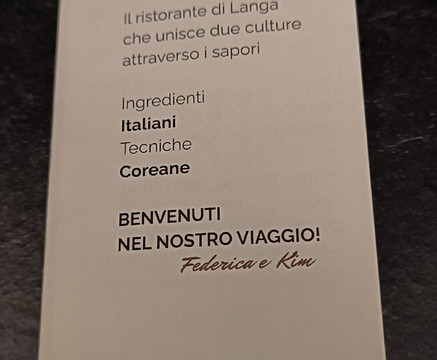 Il ristorante di Langa
che unisce due culture
attraverso i sapori
Ingredienti
Italiani
Tecniche
Coreane
BENVENUTI
NEL NOSTRO VIAGGIO!
Federica e Kim